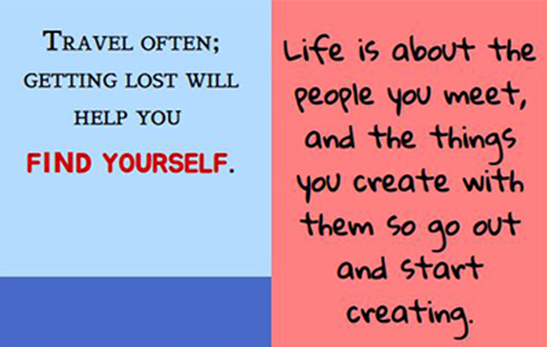 TRAVEL OFTEN;
GETTING LOST WILL
HELP YOU
FIND YOURSELF.
Life is about the
people you meet,
and the things
you create with
them so go out
and start
creating.